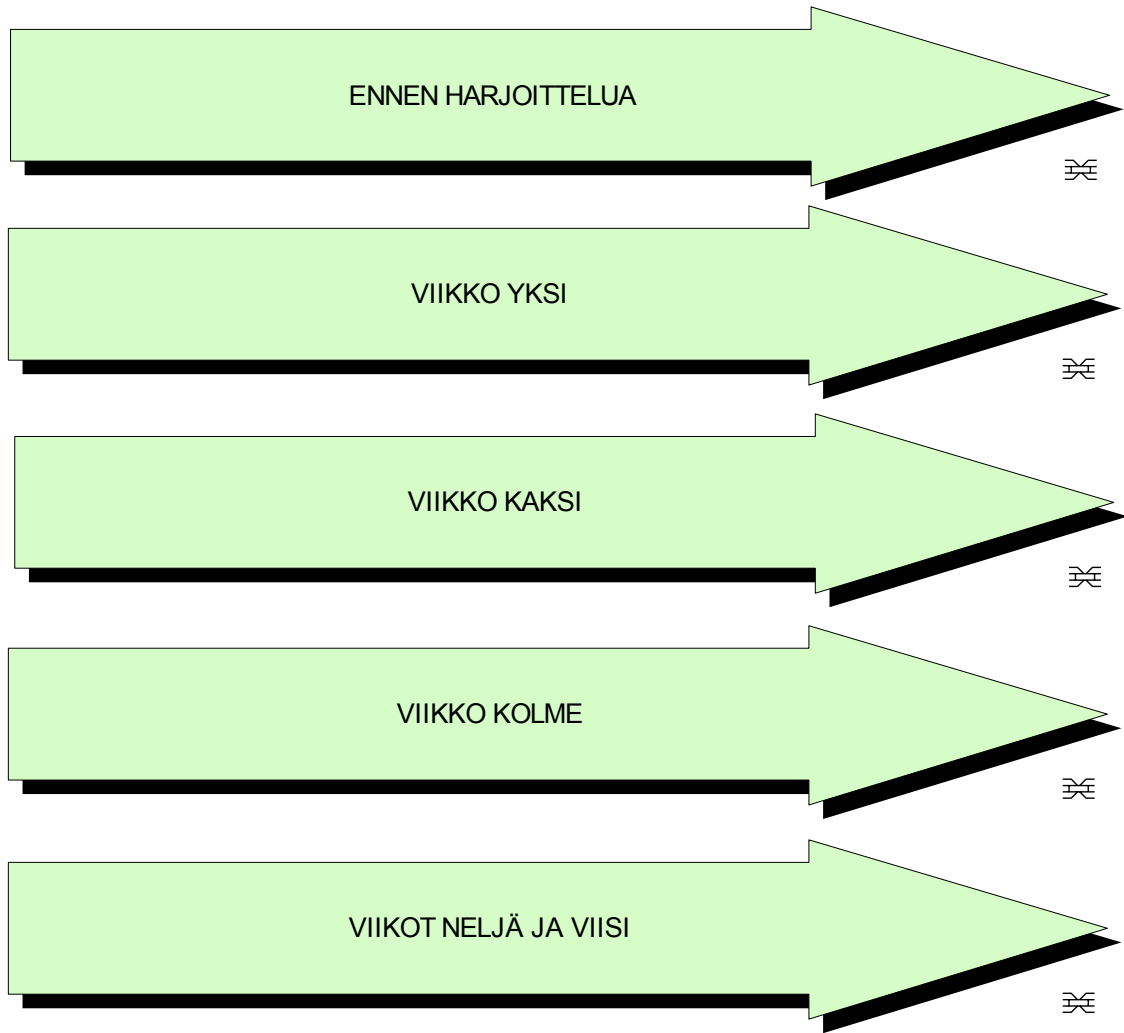 ENNEN HARJOITTELUA
VIIKKO YKSI
VIIKKO KAKSI
VIIKKO KOLME
VIIKOT NELJÄ JA VIISI